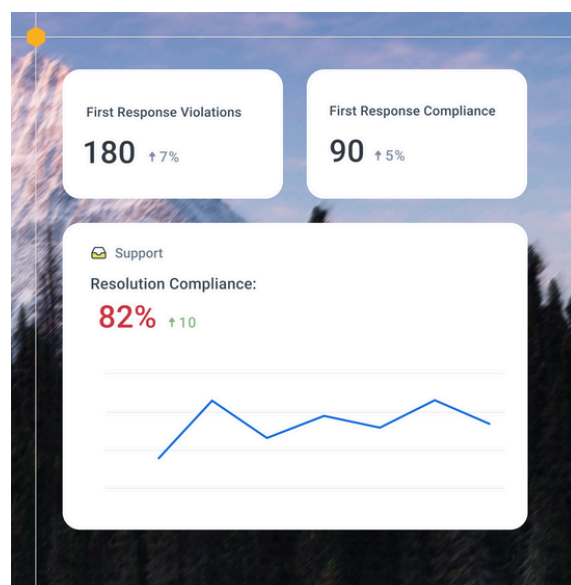 First Response Violations
180 ↑7%
First Response Compliance
90 ↑5%
Support
Resolution Compliance:
82% ↑10